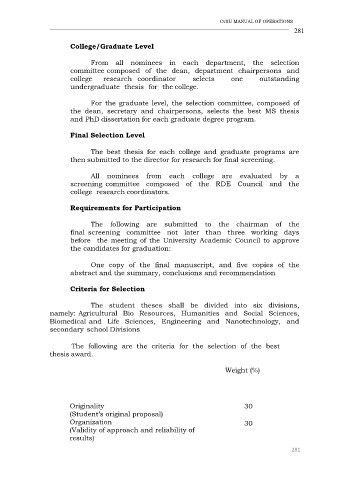 CvSU MANUAL OF OPERATIONS
281
College/Graduate Level
From all nominees in each department, the selection
committee composed of the dean, department chairpersons and
college research coordinator selects one outstanding
undergraduate thesis for the college.
For the graduate level, the selection committee, composed of
the dean, secretary and chairpersons, selects the best MS thesis
and PhD dissertation for each graduate degree program.
Final Selection Level
The best thesis for each college and graduate programs are
then submitted to the director for research for final screening.
All nominees from each college are evaluated by a
screening committee composed of the RDE Council and the
college research coordinators.
Requirements for Participation
The following are submitted to the chairman of the
final screening committee not later than three working days
before the meeting of the University Academic Council to approve
the candidates for graduation:
One copy of the final manuscript, and five copies of the
abstract and the summary, conclusions and recommendation
Criteria for Selection
The student theses shall be divided into six divisions,
namely: Agricultural Bio Resources, Humanities and Social Sciences,
Biomedical and Life Sciences, Engineering and Nanotechnology, and
secondary school Divisions
The following are the criteria for the selection of the best
thesis award.
Weight (%)
Originality 30
(Student's original proposal)
Organization 30
(Validity of approach and reliability of
results)
281